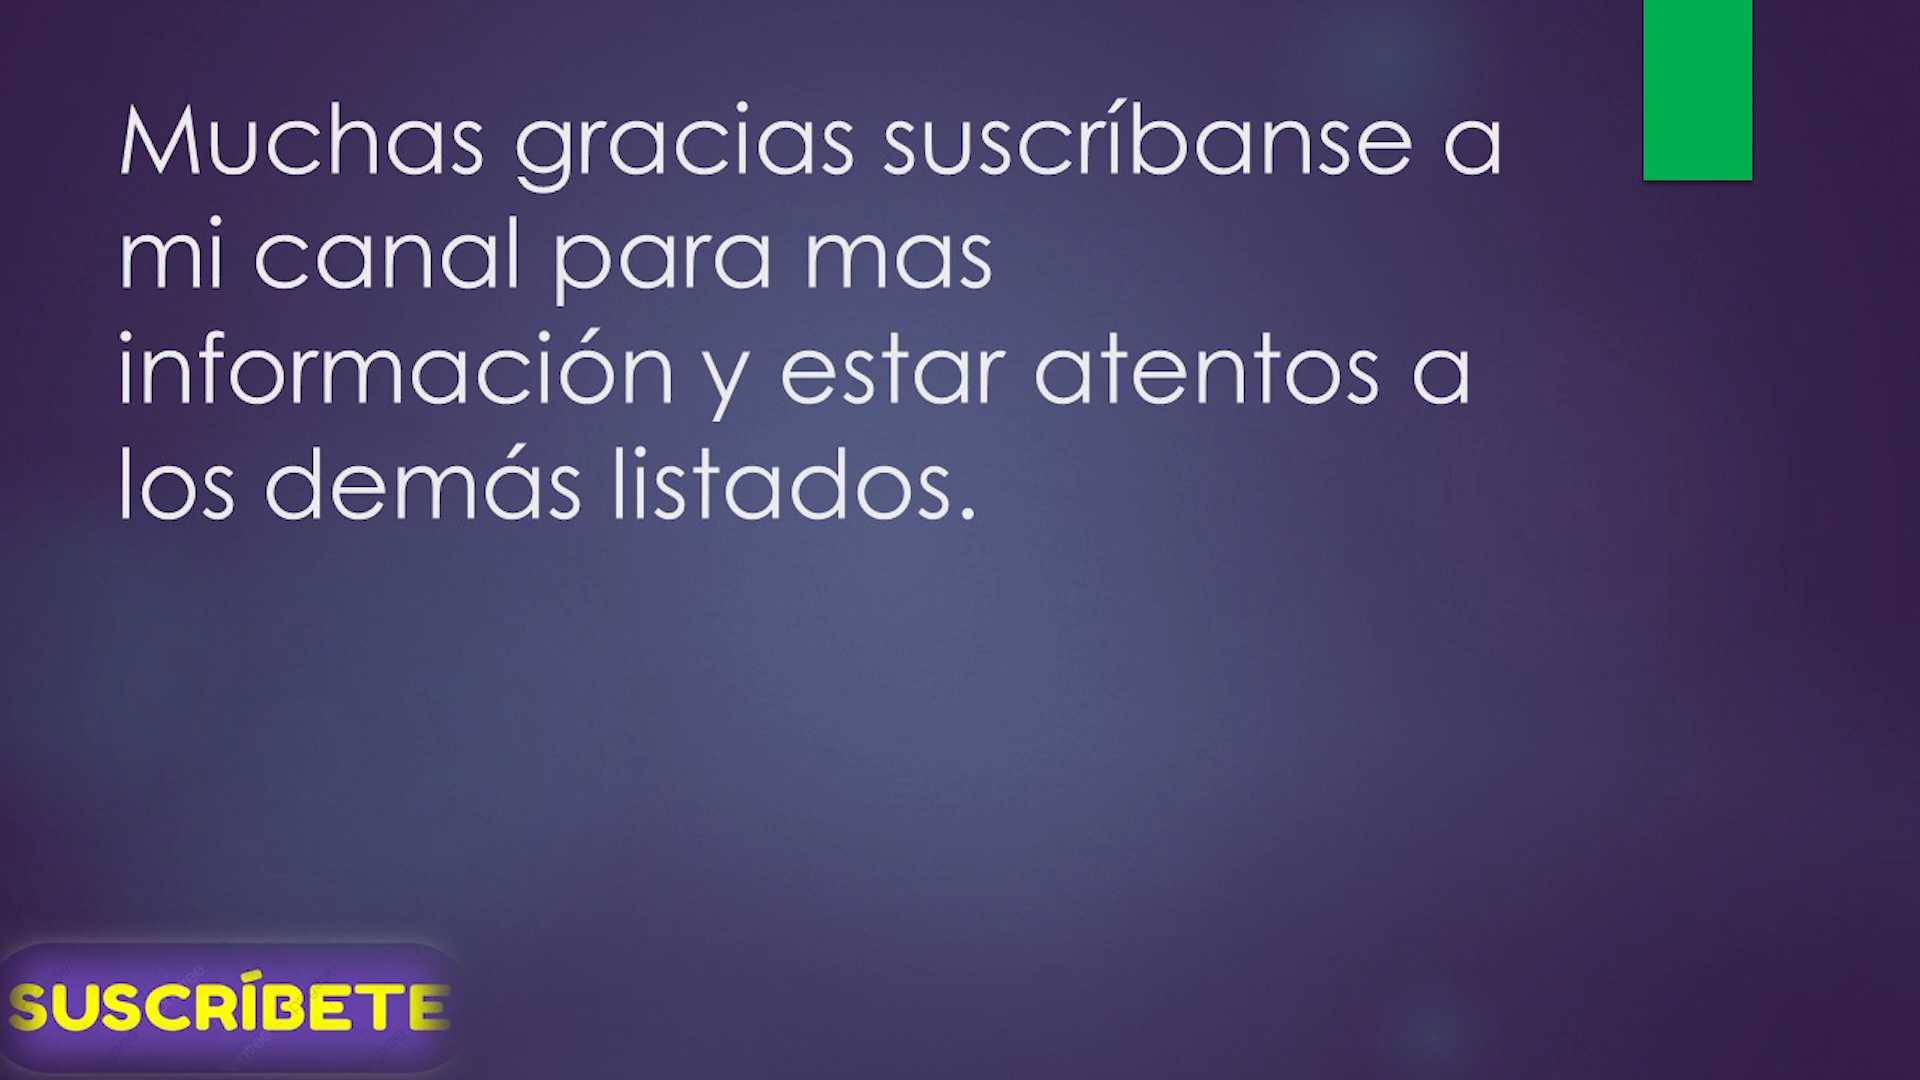 Muchas gracias suscríbanse a
mi canal para mas
información y estar atentos a
los demás listados.
SUSCRÍBETE